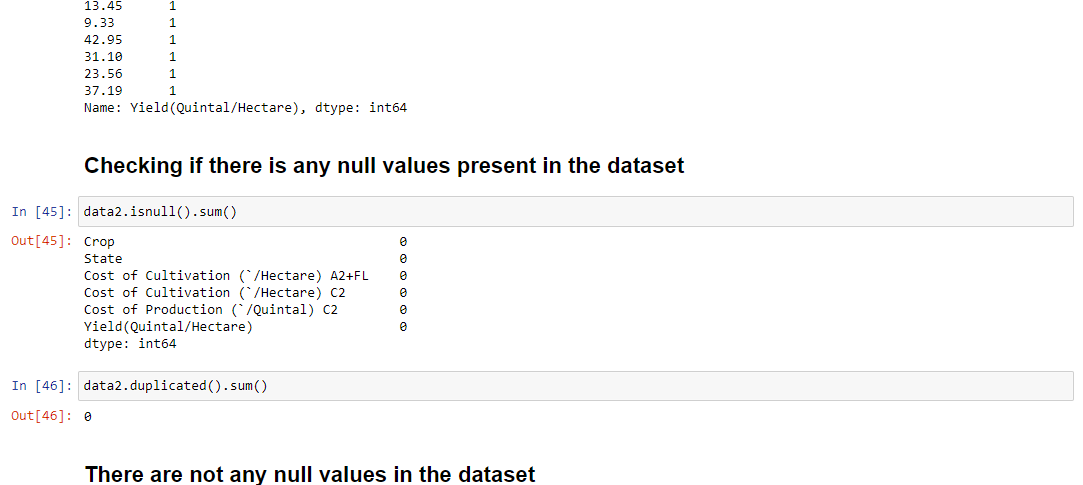 13.45 1
9.33 1
42.95 1
31.10 1
23.56 1
37.19 1
Name: Yield(Quintal/Hectare), dtype: int64
Checking if there is any null values present in the dataset
In [45]: data2.isnull().sum()
Out[45]: Crop 0
State 0
Cost of Cultivation (`/Hectare) A2+FL 0
Cost of Cultivation (`/Hectare) C2 0
Cost of Production (`/Quintal) C2 0
Yield(Quintal/Hectare) 0
dtype: int64
In [46]: data2.duplicated().sum()
Out[46]: 0
There are not any null values in the dataset